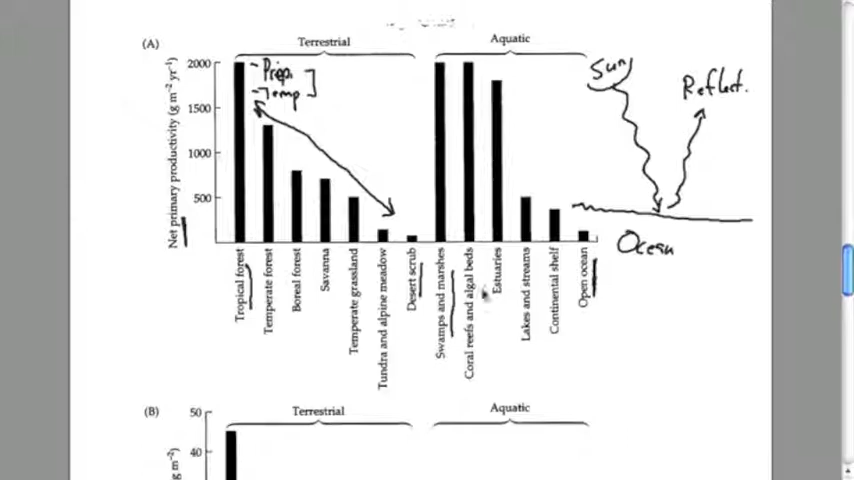 (A)
Terrestrial
Aquatic
Net primary productivity (g m⁻² yr⁻¹)
2000
1500
1000
500
Precip.
Temp
Sun
Reflect.
Ocean
Tropical forest
Temperate forest
Boreal forest
Savanna
Temperate grassland
Tundra and alpine meadow
Desert scrub
Swamps and marshes
Coral reefs and algal beds
Estuaries
Lakes and streams
Continental shelf
Open ocean
(B)
Terrestrial
Aquatic
50
40
g m⁻²)